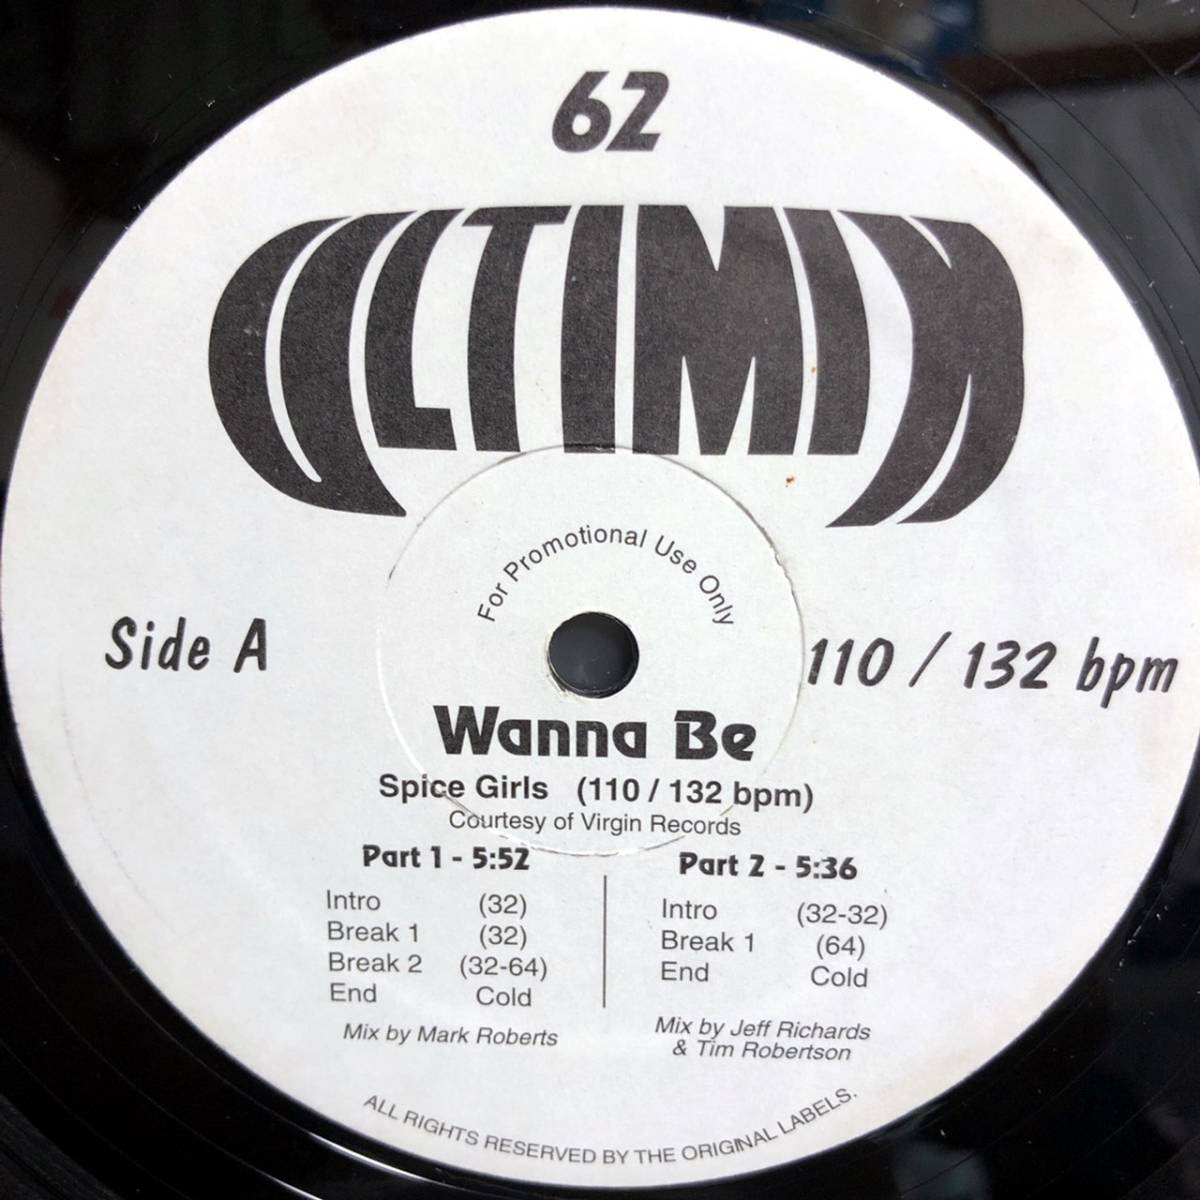 62
ULTIMIX
For Promotional Use Only
Side A
110 / 132 bpm
Wanna Be
Spice Girls (110 / 132 bpm)
Courtesy of Virgin Records
Part 1 - 5:52
Intro (32)
Break 1 (32)
Break 2 (32-64)
End Cold
Mix by Mark Roberts
Part 2 - 5:36
Intro (32-32)
Break 1 (64)
End Cold
Mix by Jeff Richards
& Tim Robertson
ALL RIGHTS RESERVED BY THE ORIGINAL LABELS.